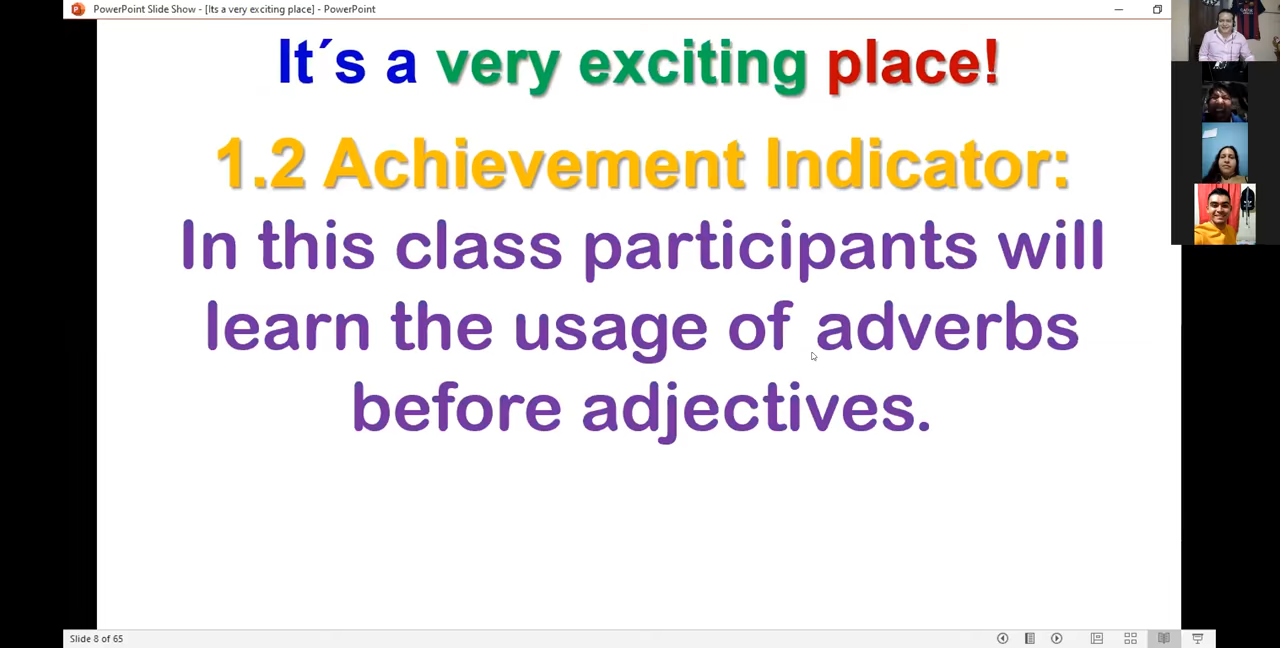 PowerPoint Slide Show - [Its a very exciting place] - PowerPoint
It´s a very exciting place!
1.2 Achievement Indicator:
In this class participants will
learn the usage of adverbs
before adjectives.
Slide 8 of 65